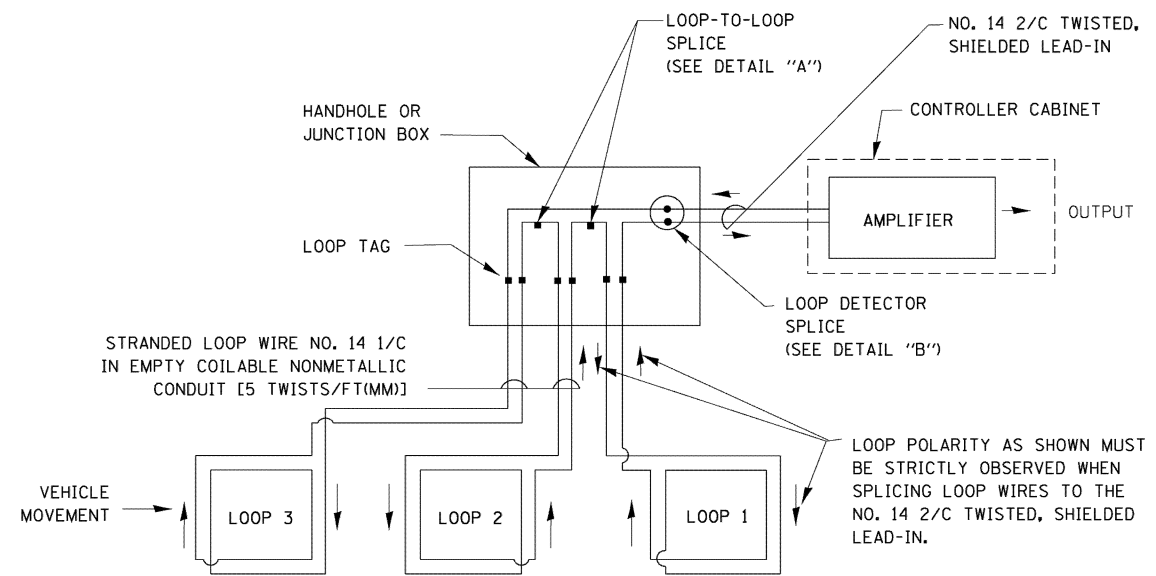 LOOP-TO-LOOP
SPLICE
(SEE DETAIL "A")
NO. 14 2/C TWISTED,
SHIELDED LEAD-IN
HANDHOLE OR
JUNCTION BOX
CONTROLLER CABINET
AMPLIFIER
OUTPUT
LOOP TAG
LOOP DETECTOR
SPLICE
(SEE DETAIL "B")
STRANDED LOOP WIRE NO. 14 1/C
IN EMPTY COILABLE NONMETALLIC
CONDUIT [5 TWISTS/FT(MM)]
LOOP POLARITY AS SHOWN MUST
BE STRICTLY OBSERVED WHEN
SPLICING LOOP WIRES TO THE
NO. 14 2/C TWISTED, SHIELDED
LEAD-IN.
VEHICLE
MOVEMENT
LOOP 3
LOOP 2
LOOP 1